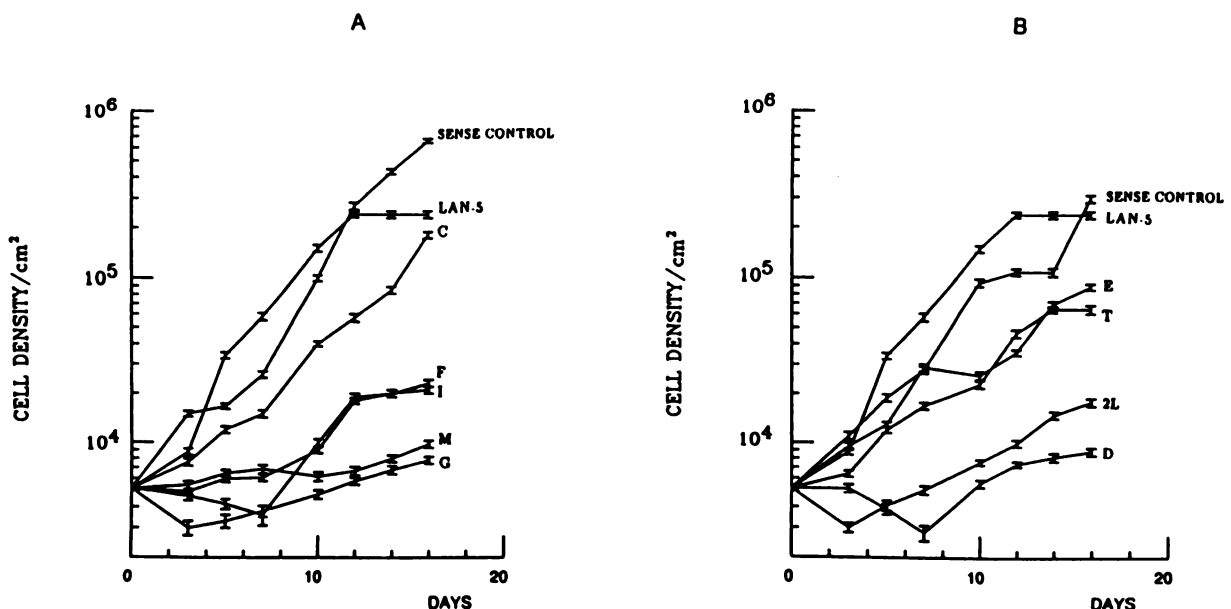 A
10⁶
10⁵
10⁴
CELL DENSITY/cm²
SENSE CONTROL
LAN-5
C
F
I
M
G
0
10
20
DAYS
B
10⁶
10⁵
10⁴
CELL DENSITY/cm²
SENSE CONTROL
LAN-5
E
T
2L
D
0
10
20
DAYS